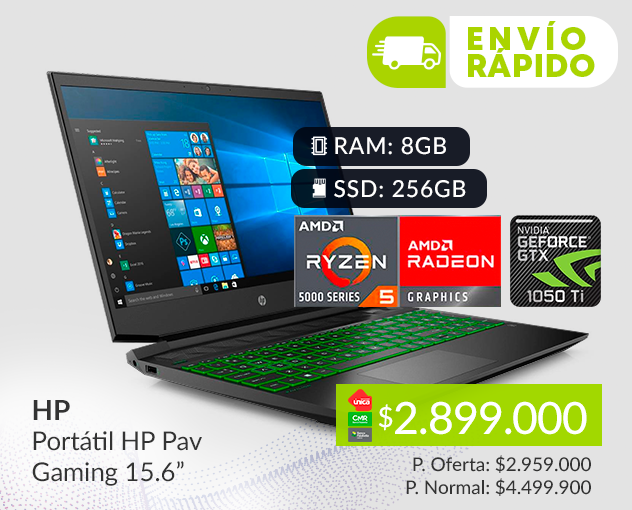 ENVÍO
RÁPIDO
RAM: 8GB
SSD: 256GB
AMD
RYZEN
5000 SERIES 5
AMD
RADEON
GRAPHICS
NVIDIA
GEFORCE
GTX
1050 Ti
hp
HP
Portátil HP Pav
Gaming 15.6”
única
CMR
$2.899.000
P. Oferta: $2.959.000
P. Normal: $4.499.900